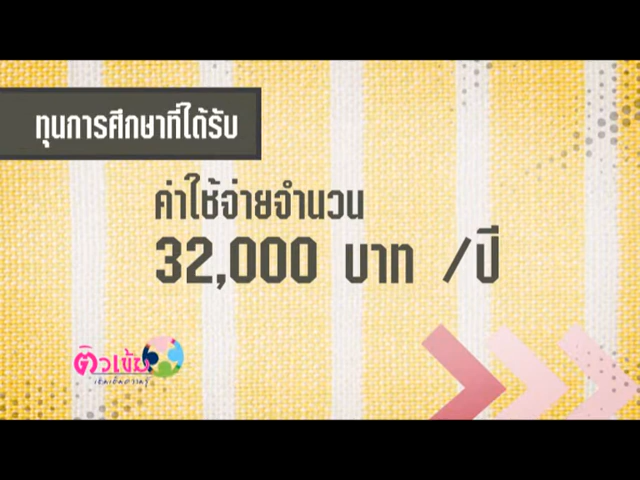 ทุนการศึกษาที่ได้รับ
ค่าใช้จ่ายจำนวน
32,000 บาท /ปี
ติวเข้ม